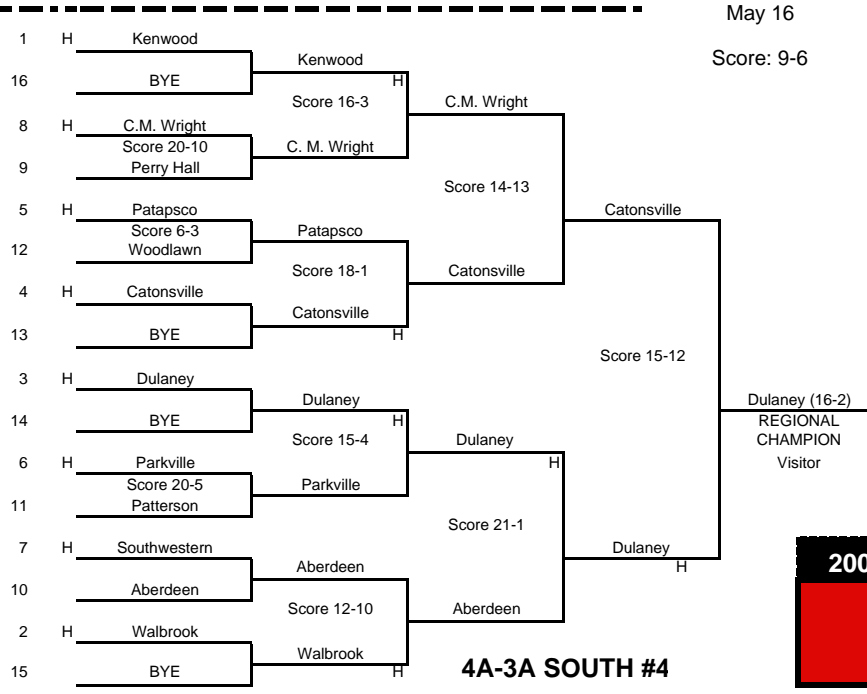 May 16
Score: 9-6
1 H Kenwood
Kenwood
16 BYE H
Score 16-3
C.M. Wright
8 H C.M. Wright
Score 20-10
C. M. Wright
9 Perry Hall
Score 14-13
5 H Patapsco
Catonsville
Score 6-3
Patapsco
12 Woodlawn
Score 18-1
Catonsville
4 H Catonsville
Catonsville
13 BYE H
Score 15-12
3 H Dulaney
Dulaney
Dulaney (16-2)
14 BYE H
REGIONAL
CHAMPION
Score 15-4
Dulaney
6 H Parkville
H
Visitor
Score 20-5
Parkville
11 Patterson
Score 21-1
7 H Southwestern
Dulaney
H
Aberdeen
10 Aberdeen
Score 12-10
Aberdeen
2 H Walbrook
Walbrook
15 BYE H
4A-3A SOUTH #4
200